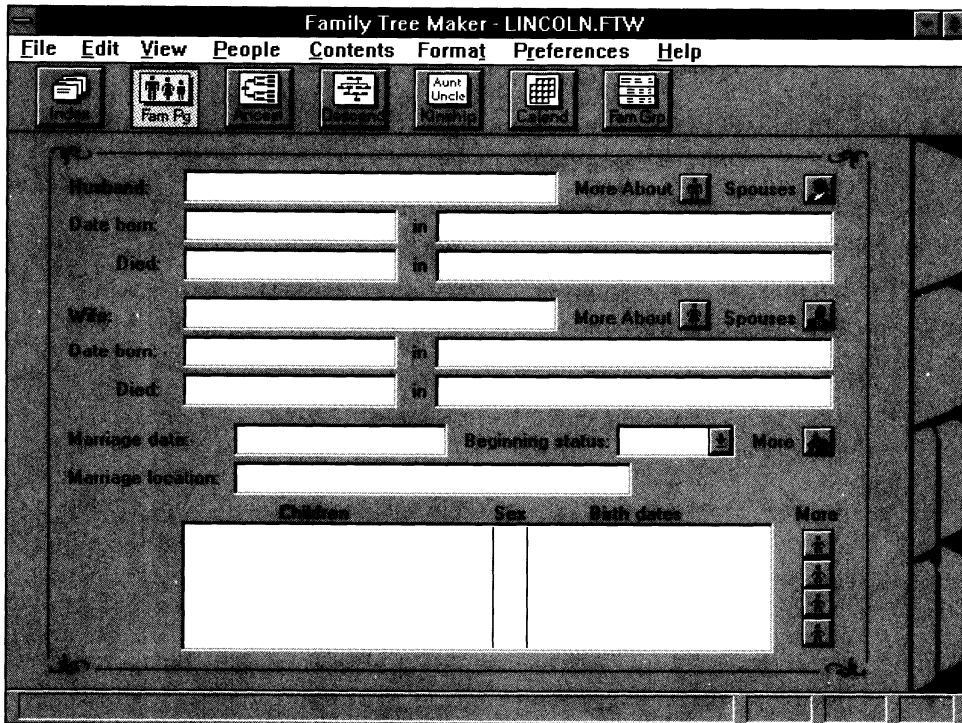 Family Tree Maker - LINCOLN.FTW
File Edit View People Contents Format Preferences Help
Aunt
Uncle
Index Fam Pg Ancest Descend Kinship Calend Fam Grp
Husband: More About Spouses
Date born: in
Died: in
Wife: More About Spouses
Date born: in
Died: in
Marriage date: Beginning status: More
Marriage location:
Children Sex Birth dates More